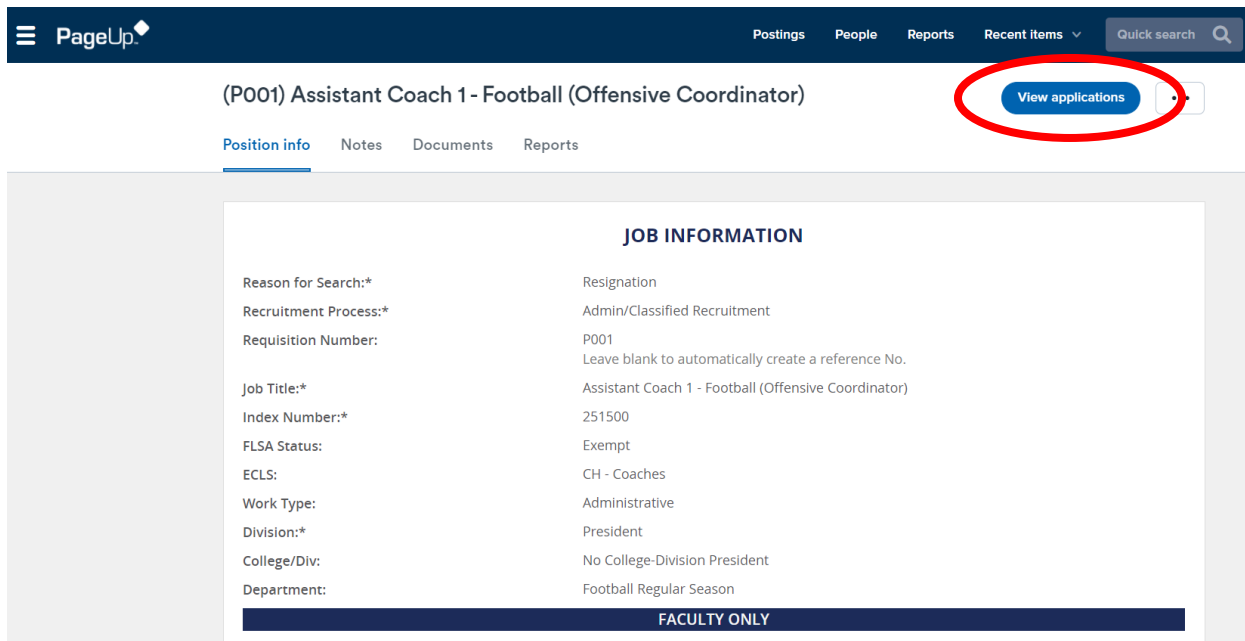 PageUp
Postings People Reports Recent items Quick search
(P001) Assistant Coach 1 - Football (Offensive Coordinator)
View applications
Position info Notes Documents Reports
JOB INFORMATION
Reason for Search:* Resignation
Recruitment Process:* Admin/Classified Recruitment
Requisition Number: P001
Leave blank to automatically create a reference No.
Job Title:* Assistant Coach 1 - Football (Offensive Coordinator)
Index Number:* 251500
FLSA Status: Exempt
ECLS: CH - Coaches
Work Type: Administrative
Division:* President
College/Div: No College-Division President
Department: Football Regular Season
FACULTY ONLY